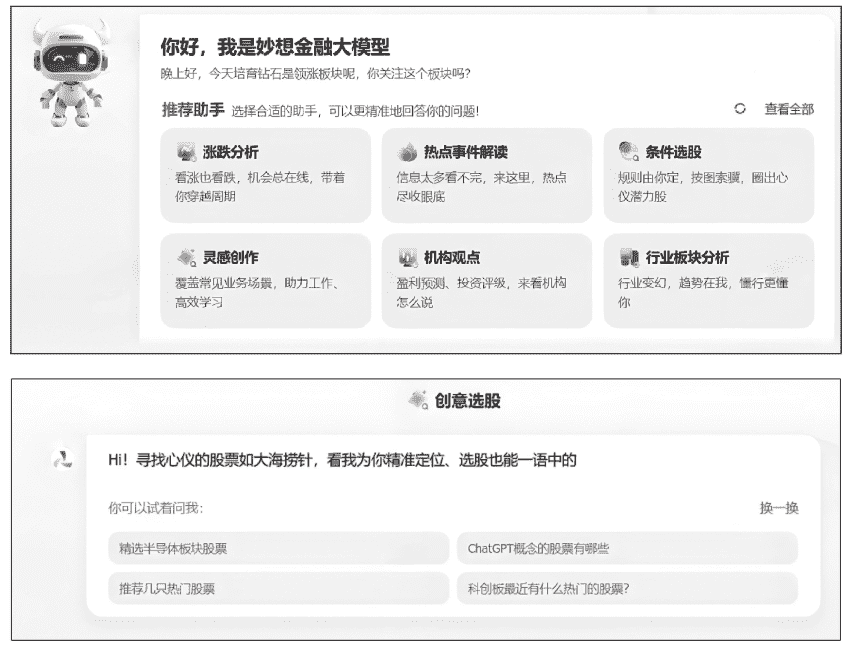 你好，我是妙想金融大模型
晚上好，今天培育钻石是领涨板块呢，你关注这个板块吗？
推荐助手 选择合适的助手，可以更精准地回答你的问题！ 查看全部
涨跌分析
看涨也看跌，机会总在线，带着
你穿越周期
热点事件解读
信息太多看不完，来这里，热点
尽收眼底
条件选股
规则由你定，按图索骥，圈出心
仪潜力股
灵感创作
覆盖常见业务场景，助力工作、
高效学习
机构观点
盈利预测、投资评级，来看机构
怎么说
行业板块分析
行业变幻，趋势在我，懂行更懂
你
创意选股
Hi！寻找心仪的股票如大海捞针，看我为你精准定位、选股也能一语中的
你可以试着问我： 换一换
精选半导体板块股票
ChatGPT概念的股票有哪些
推荐几只热门股票
科创板最近有什么热门的股票？